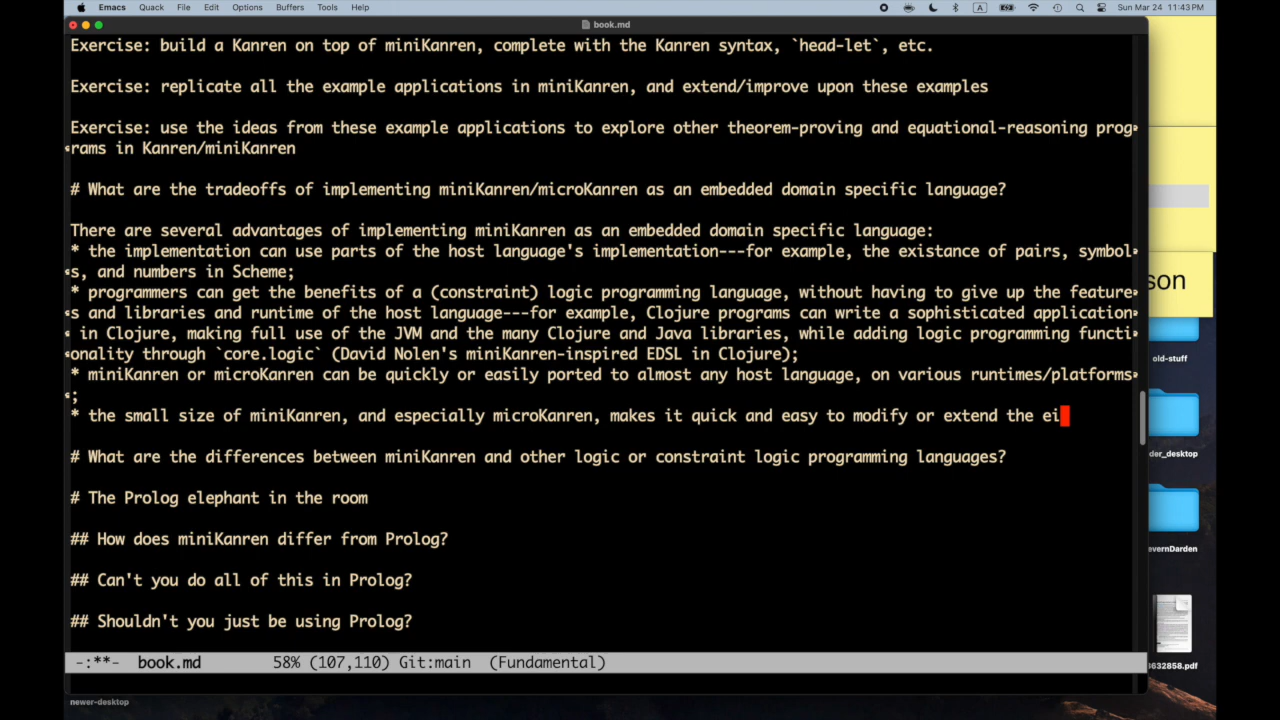 Emacs Quack File Edit Options Buffers Tools Help A Sun Mar 24 11:43 PM
book.md
Exercise: build a Kanren on top of miniKanren, complete with the Kanren syntax, `head-let`, etc.
Exercise: replicate all the example applications in miniKanren, and extend/improve upon these examples
Exercise: use the ideas from these example applications to explore other theorem-proving and equational-reasoning prog
rams in Kanren/miniKanren
# What are the tradeoffs of implementing miniKanren/microKanren as an embedded domain specific language?
There are several advantages of implementing miniKanren as an embedded domain specific language:
* the implementation can use parts of the host language's implementation---for example, the existance of pairs, symbol
s, and numbers in Scheme;
* programmers can get the benefits of a (constraint) logic programming language, without having to give up the feature
s and libraries and runtime of the host language---for example, Clojure programs can write a sophisticated application
in Clojure, making full use of the JVM and the many Clojure and Java libraries, while adding logic programming functi
onality through `core.logic` (David Nolen's miniKanren-inspired EDSL in Clojure);
* miniKanren or microKanren can be quickly or easily ported to almost any host language, on various runtimes/platforms
;
* the small size of miniKanren, and especially microKanren, makes it quick and easy to modify or extend the ei
# What are the differences between miniKanren and other logic or constraint logic programming languages?
# The Prolog elephant in the room
## How does miniKanren differ from Prolog?
## Can't you do all of this in Prolog?
## Shouldn't you just be using Prolog?
-:**- book.md 58% (107,110) Git:main (Fundamental)
son
old-stuff
der_desktop
evernDarden
3632858.pdf
newer-desktop